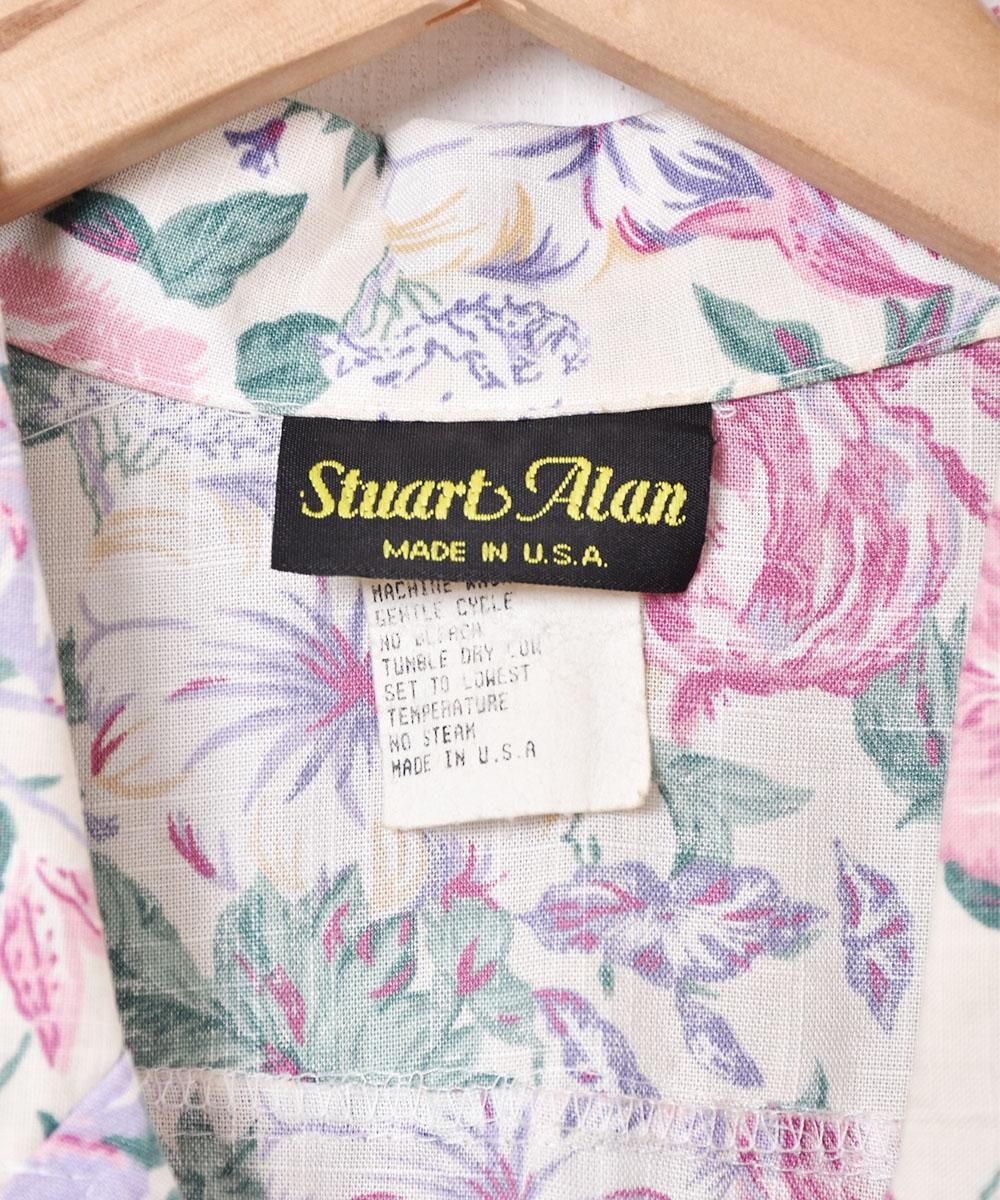 Stuart Alan
MADE IN U.S.A.
MACHINE WASH
GENTLE CYCLE
NO BLEACH
TUMBLE DRY LOW
SET TO LOWEST
TEMPERATURE
NO STEAM
MADE IN U.S.A